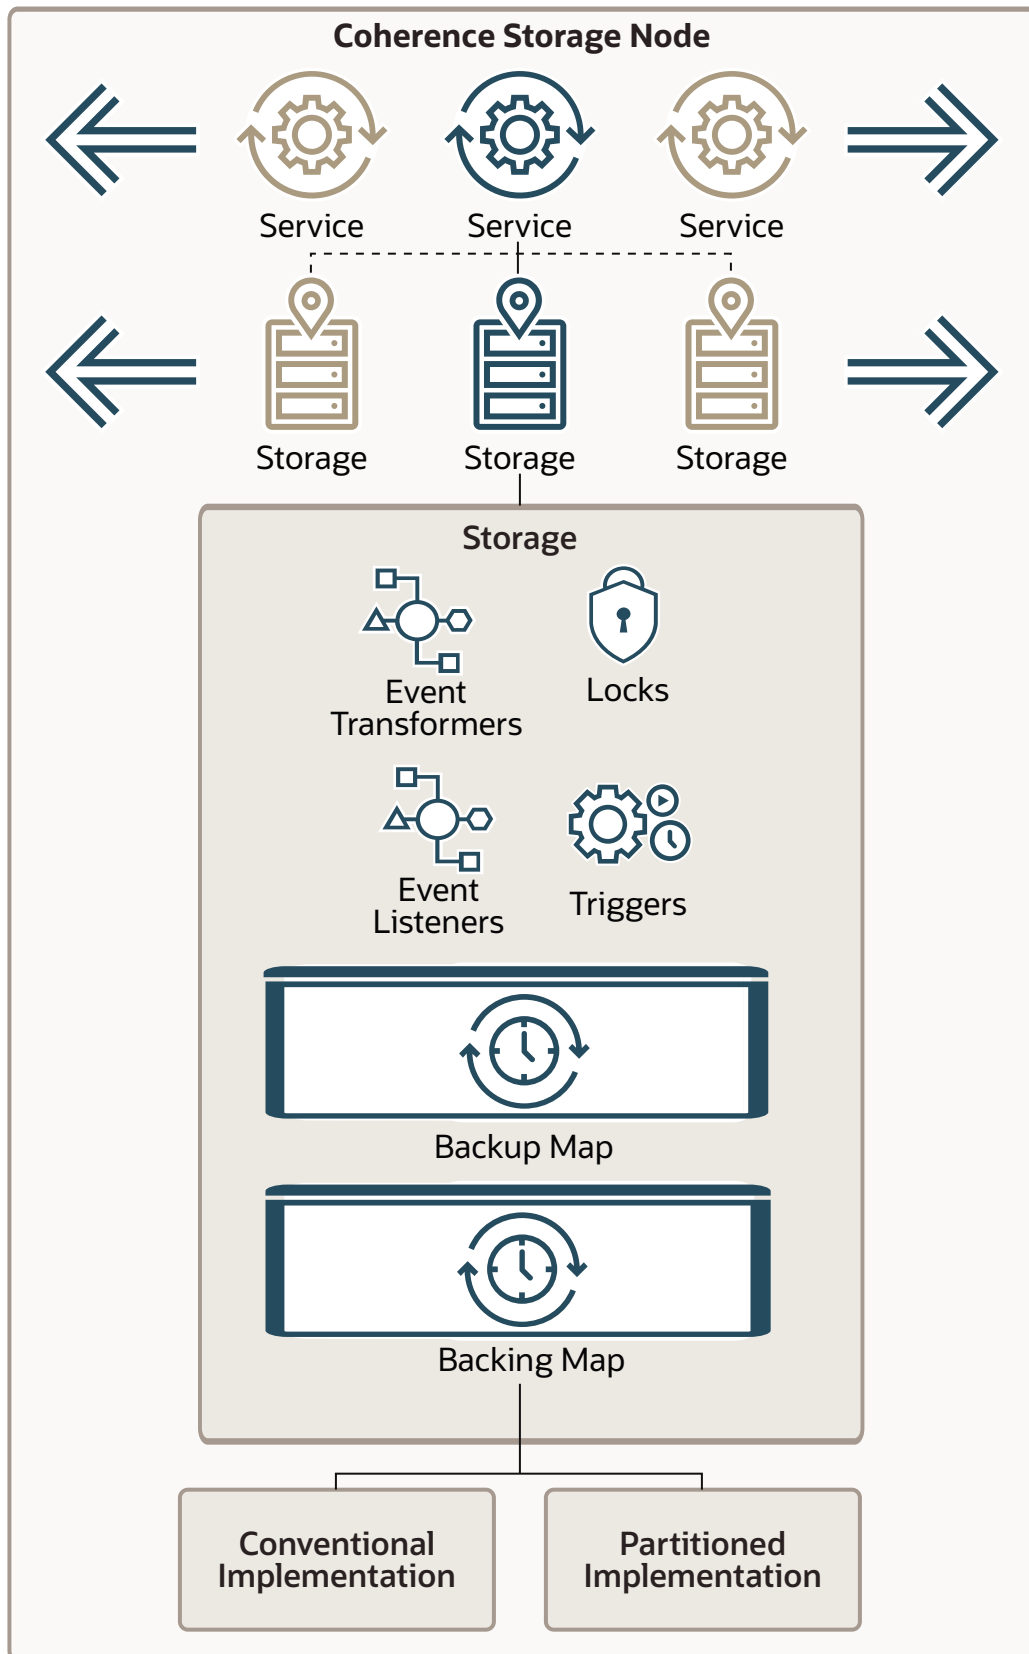 Coherence Storage Node
Service
Service
Service
Storage
Storage
Storage
Storage
Event
Transformers
Locks
Event
Listeners
Triggers
Backup Map
Backing Map
Conventional
Implementation
Partitioned
Implementation